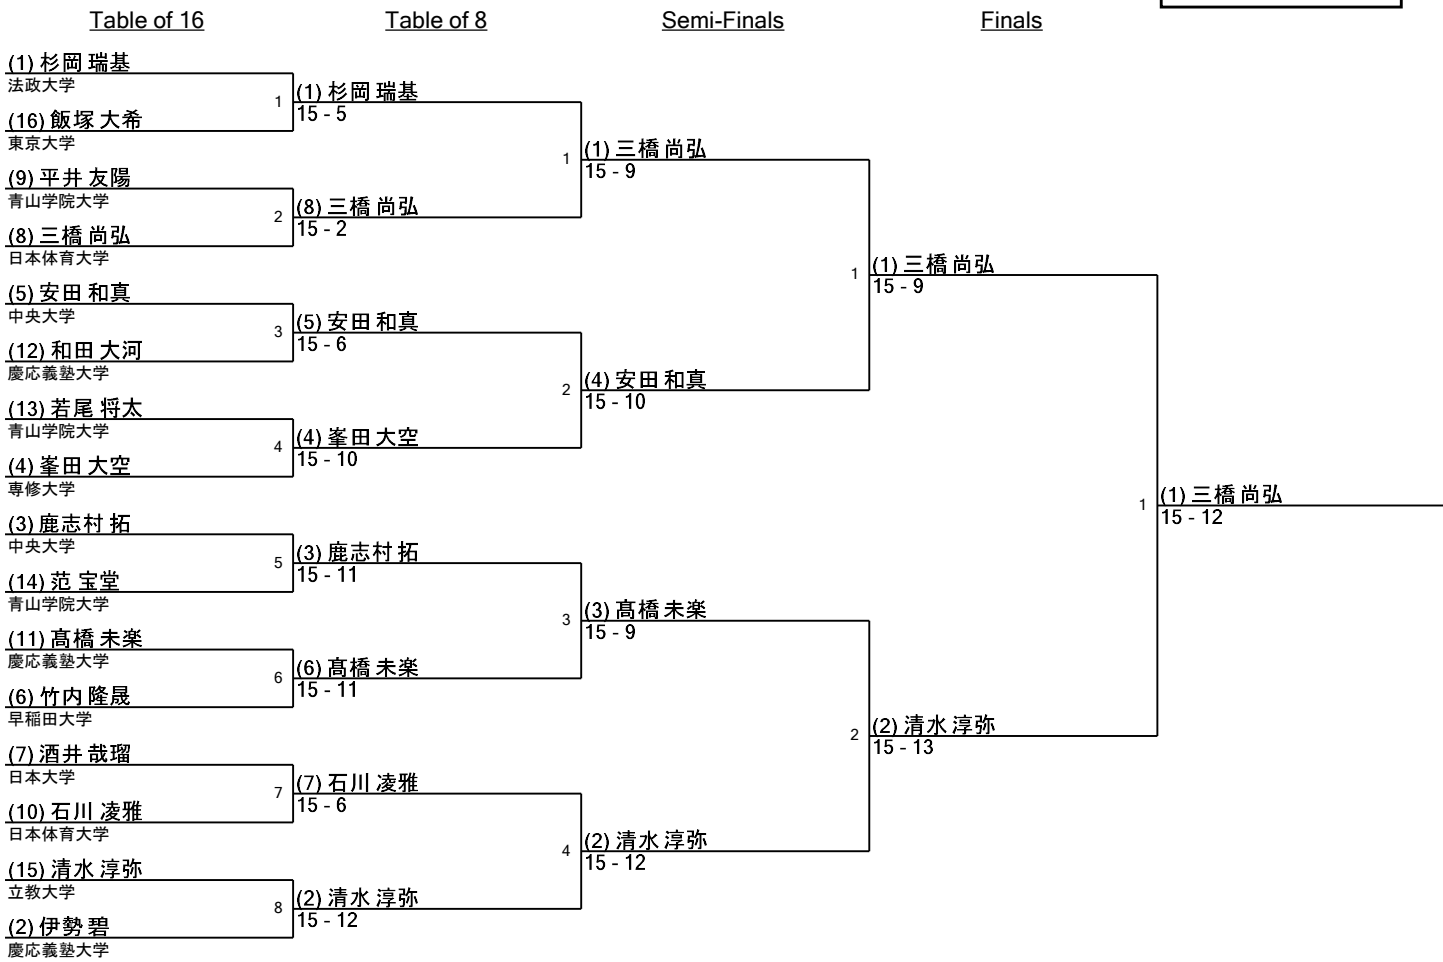 Table of 16
Table of 8
Semi-Finals
Finals
(1) 杉岡 瑞基
法政大学
(16) 飯塚 大希
東京大学
(9) 平井 友陽
青山学院大学
(8) 三橋 尚弘
日本体育大学
(5) 安田 和真
中央大学
(12) 和田 大河
慶応義塾大学
(13) 若尾 将太
青山学院大学
(4) 峯田 大空
専修大学
(3) 鹿志村 拓
中央大学
(14) 范 宝堂
青山学院大学
(11) 髙橋 未楽
慶応義塾大学
(6) 竹内 隆晟
早稲田大学
(7) 酒井 哉瑠
日本大学
(10) 石川 凌雅
日本体育大学
(15) 清水 淳弥
立教大学
(2) 伊勢 碧
慶応義塾大学
1
(1) 杉岡 瑞基
15 - 5
2
(8) 三橋 尚弘
15 - 2
3
(5) 安田 和真
15 - 6
4
(4) 峯田 大空
15 - 10
5
(3) 鹿志村 拓
15 - 11
6
(6) 髙橋 未楽
15 - 11
7
(7) 石川 凌雅
15 - 6
8
(2) 清水 淳弥
15 - 12
1
(1) 三橋 尚弘
15 - 9
2
(4) 安田 和真
15 - 10
3
(3) 髙橋 未楽
15 - 9
4
(2) 清水 淳弥
15 - 12
1
(1) 三橋 尚弘
15 - 9
2
(2) 清水 淳弥
15 - 13
1
(1) 三橋 尚弘
15 - 12